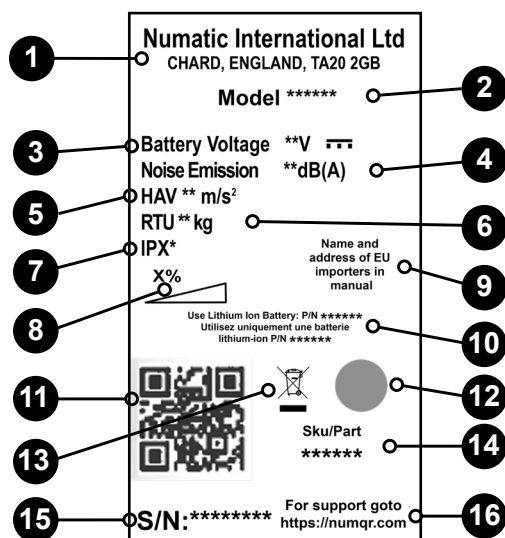 Numatic International Ltd
CHARD, ENGLAND, TA20 2GB
1
Model ******
2
3
Battery Voltage **V
Noise Emission **dB(A)
4
5
HAV ** m/s²
RTU ** kg
6
7
IPX*
Name and
address of EU
importers in
manual
9
X%
8
Use Lithium Ion Battery: P/N ******
Utilisez uniquement une batterie
lithium-ion P/N ******
10
11
12
13
Sku/Part
******
14
15
S/N:********
For support goto
https://numqr.com
16